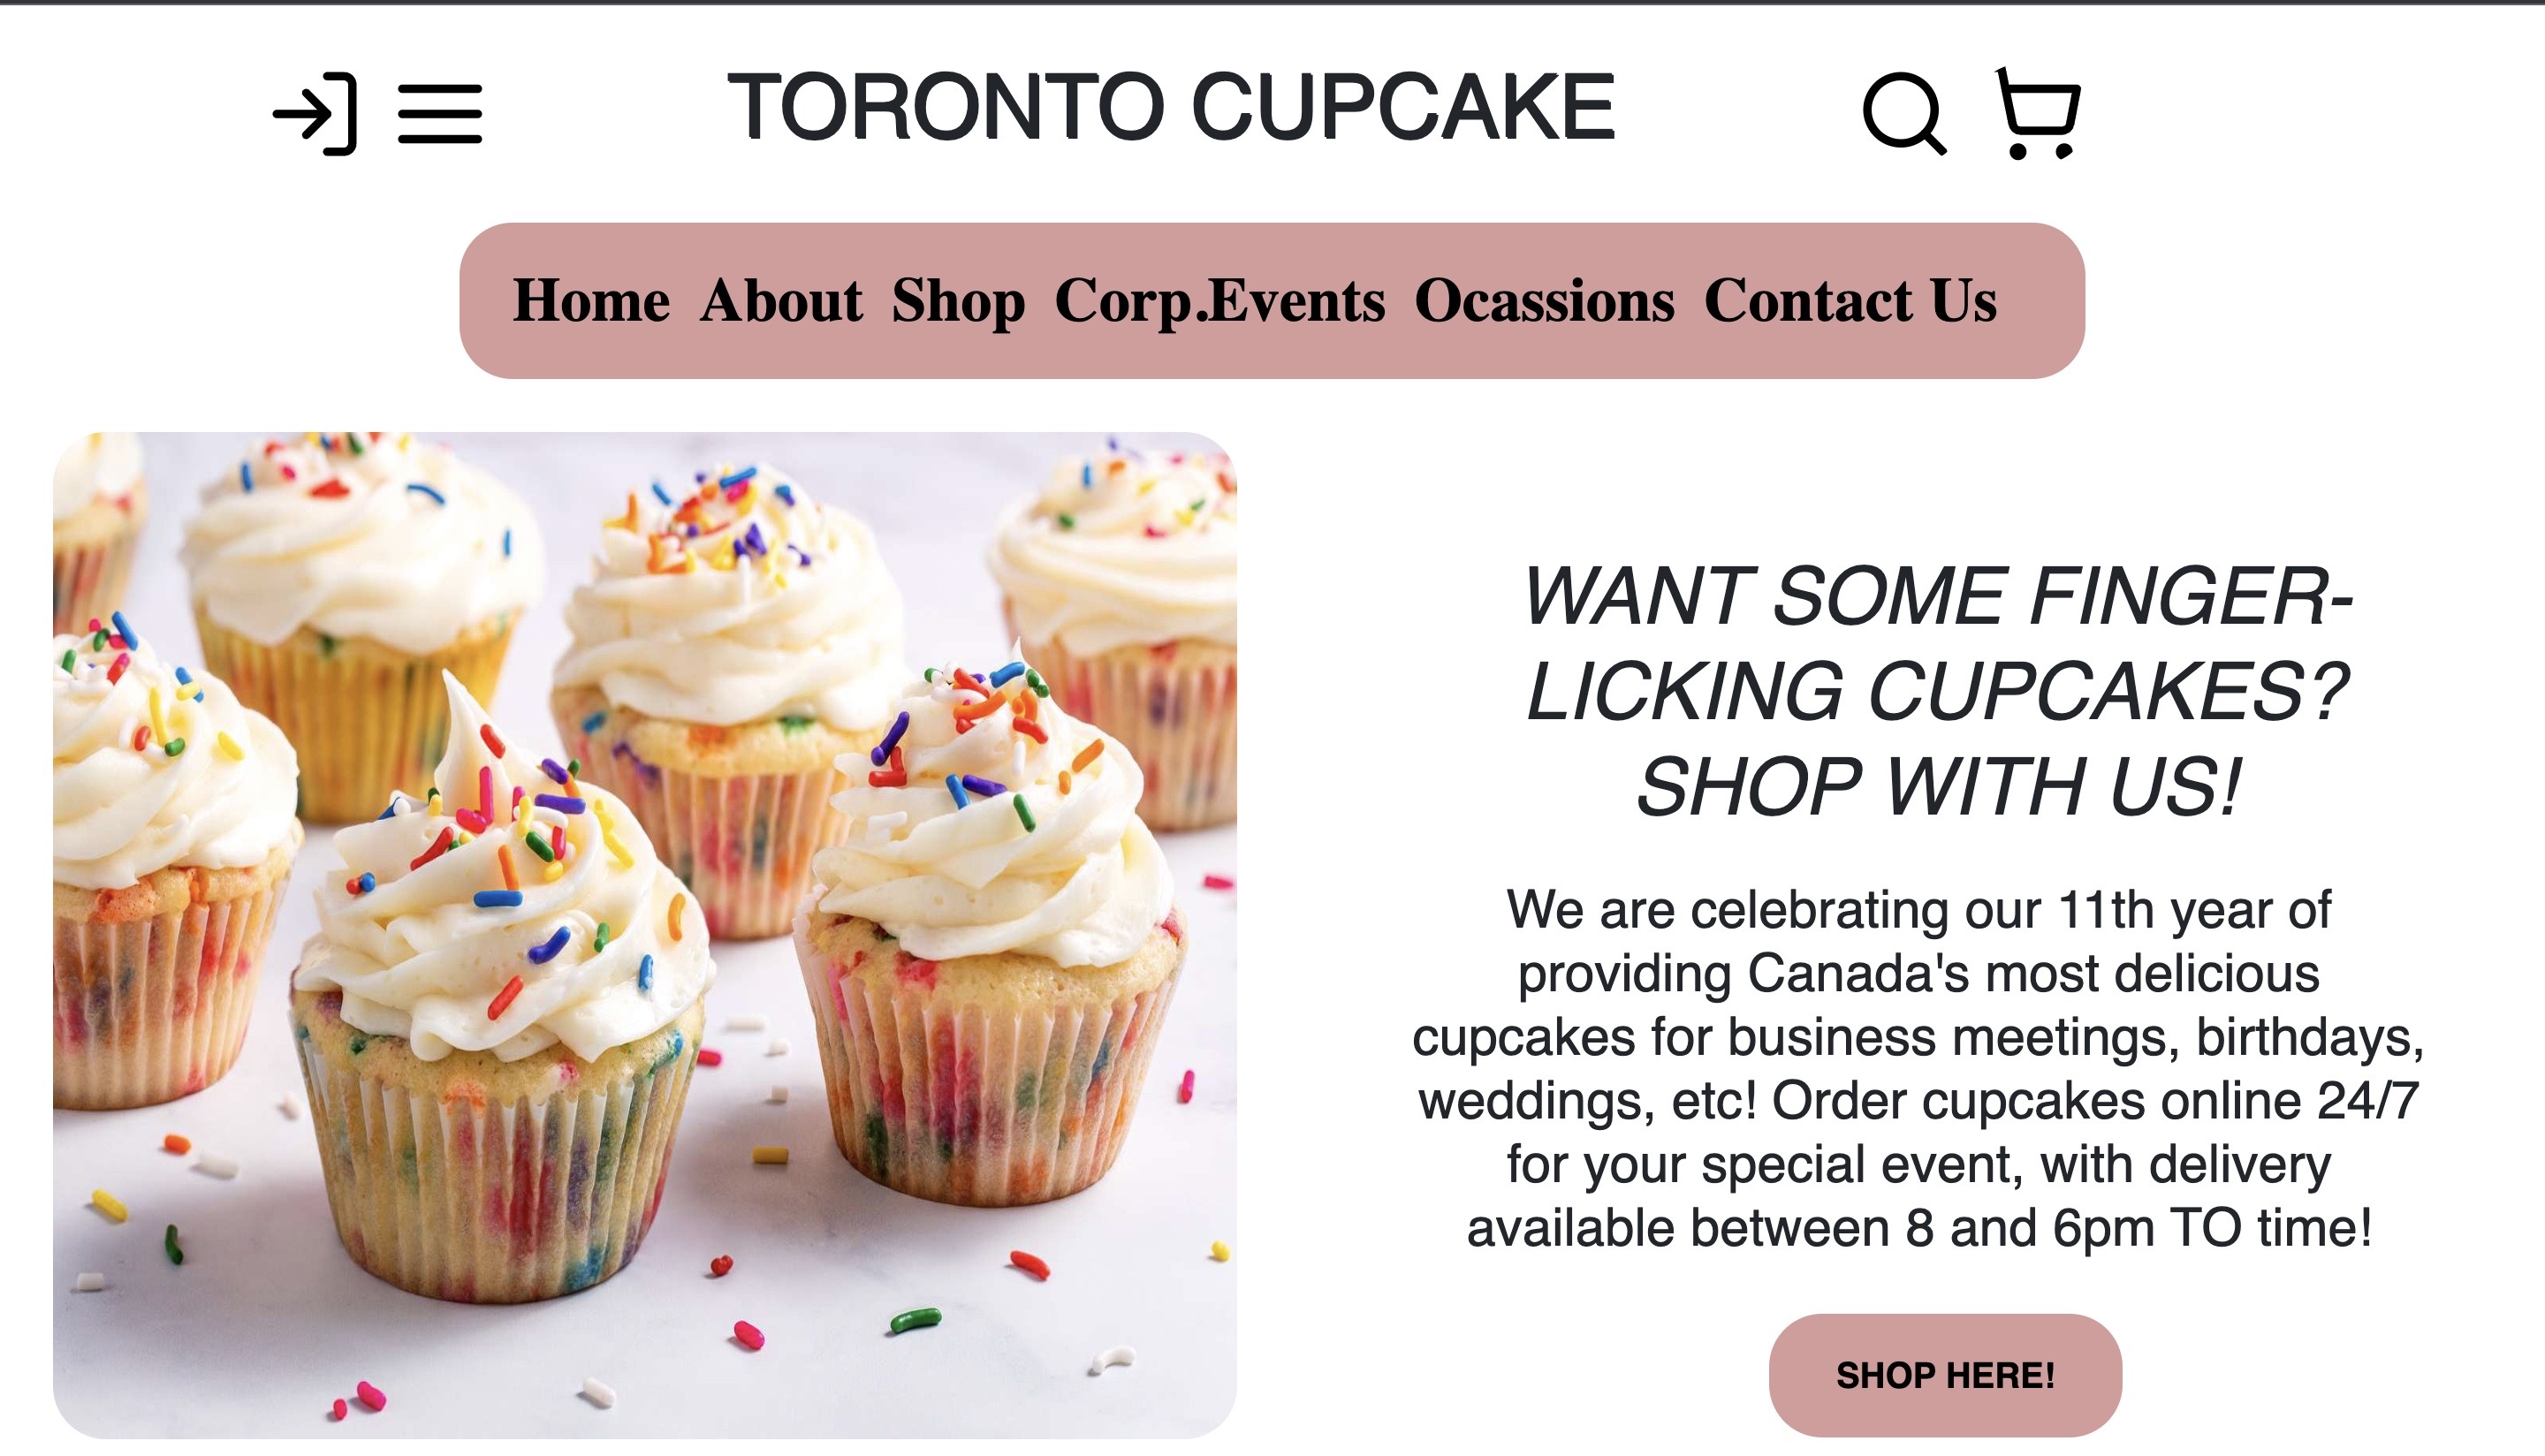 TORONTO CUPCAKE
Home About Shop Corp.Events Ocassions Contact Us
WANT SOME FINGER-
LICKING CUPCAKES?
SHOP WITH US!
We are celebrating our 11th year of
providing Canada's most delicious
cupcakes for business meetings, birthdays,
weddings, etc! Order cupcakes online 24/7
for your special event, with delivery
available between 8 and 6pm TO time!
SHOP HERE!